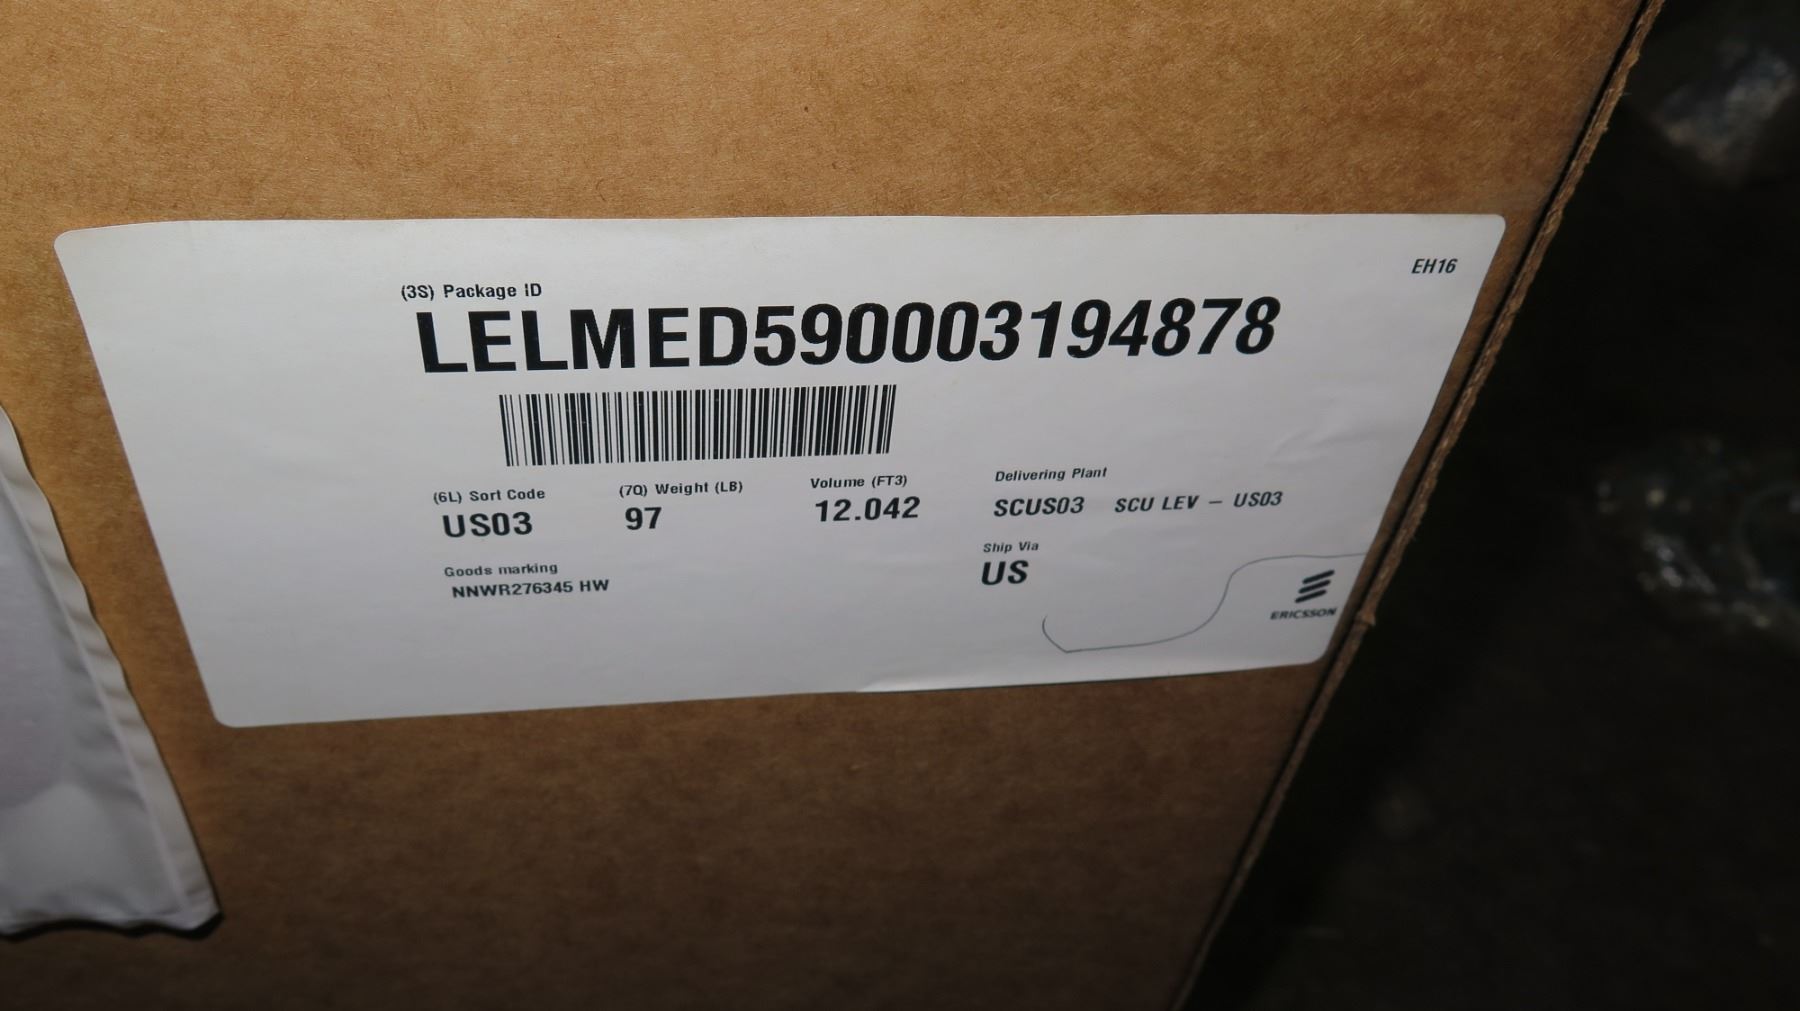 EH16
(3S) Package ID
LELMED590003194878
(6L) Sort Code
US03
(7Q) Weight (LB)
97
Volume (FT3)
12.042
Delivering Plant
SCUS03 SCU LEV – US03
Goods marking
NNWR276345 HW
Ship Via
US
ERICSSON